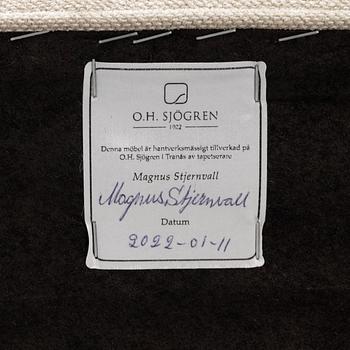 O.H. SJÖGREN
1902
Denna möbel är hantverksmässigt tillverkad på
O.H. Sjögren i Tranås av tapetserare
Magnus Stjernvall
Magnus Stjernvall
Datum
2022-01-11